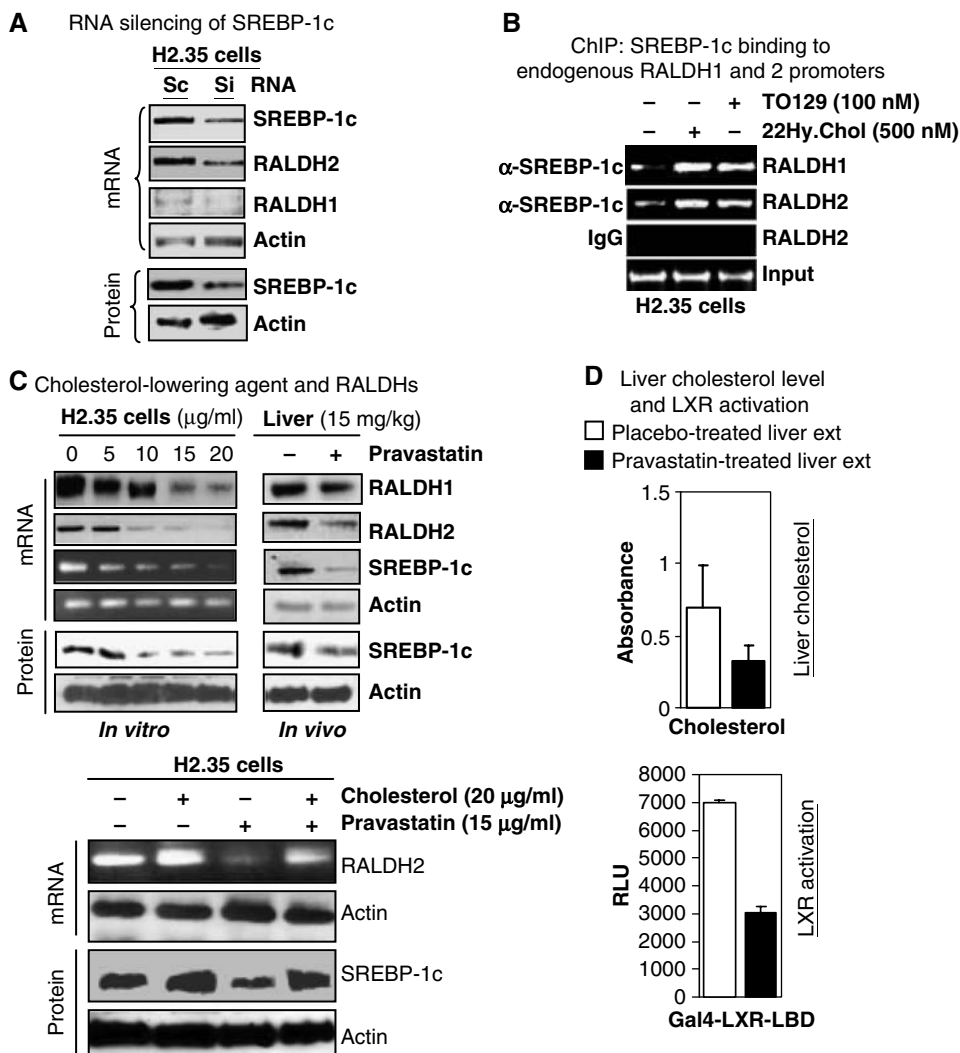 A
RNA silencing of SREBP-1c
H2.35 cells
Sc Si RNA
mRNA
SREBP-1c
RALDH2
RALDH1
Actin
Protein
SREBP-1c
Actin
B
ChIP: SREBP-1c binding to
endogenous RALDH1 and 2 promoters
– – + TO129 (100 nM)
– + – 22Hy.Chol (500 nM)
α-SREBP-1c RALDH1
α-SREBP-1c RALDH2
IgG RALDH2
Input
H2.35 cells
C Cholesterol-lowering agent and RALDHs
H2.35 cells (μg/ml) Liver (15 mg/kg)
0 5 10 15 20 – + Pravastatin
mRNA
RALDH1
RALDH2
SREBP-1c
Actin
Protein
SREBP-1c
Actin
In vitro In vivo
H2.35 cells
– + – + Cholesterol (20 μg/ml)
– – + + Pravastatin (15 μg/ml)
mRNA
RALDH2
Actin
Protein
SREBP-1c
Actin
D Liver cholesterol level
and LXR activation
Placebo-treated liver ext
Pravastatin-treated liver ext
1.5
1
0.5
0
Absorbance
Liver cholesterol
Cholesterol
8000
7000
6000
5000
4000
3000
2000
1000
0
RLU
LXR activation
Gal4-LXR-LBD